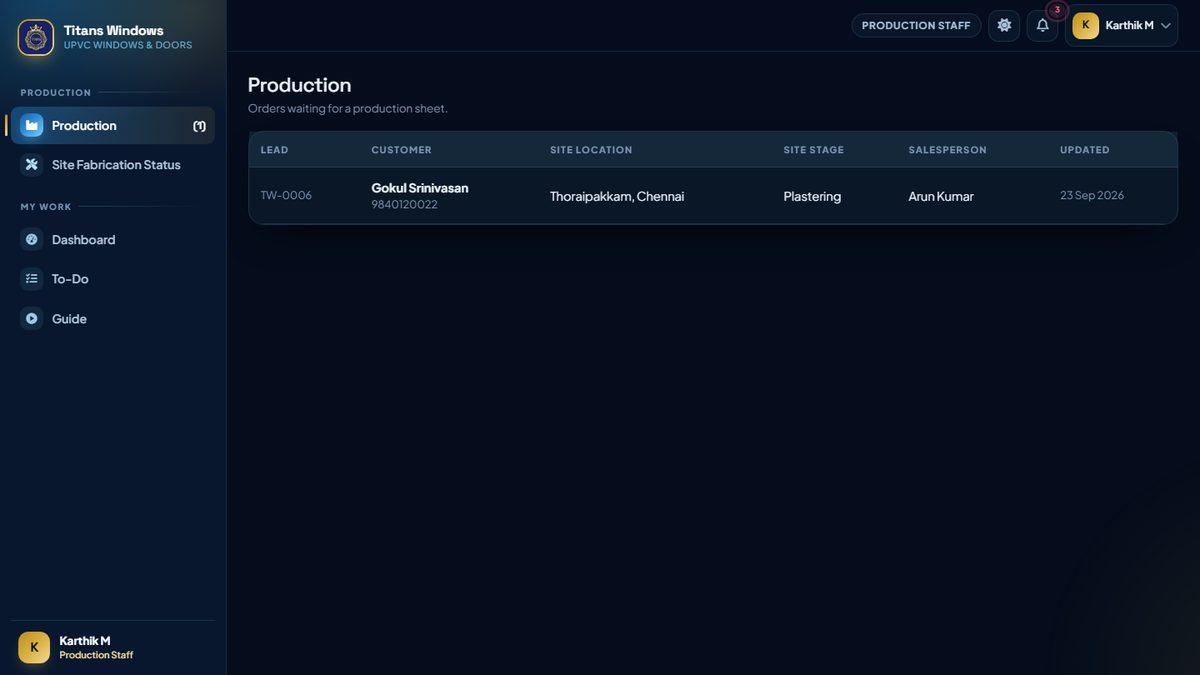 Titans Windows
UPVC WINDOWS & DOORS
PRODUCTION
Production (1)
Site Fabrication Status
MY WORK
Dashboard
To-Do
Guide
K
Karthik M
Production Staff
PRODUCTION STAFF
3
K
Karthik M
Production
Orders waiting for a production sheet.
LEAD CUSTOMER SITE LOCATION SITE STAGE SALESPERSON UPDATED
TW-0006 Gokul Srinivasan Thoraipakkam, Chennai Plastering Arun Kumar 23 Sep 2026
9840120022